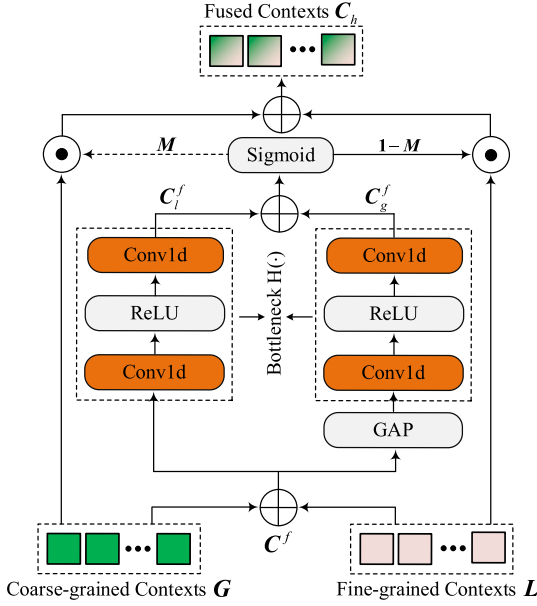 Fused Contexts C_h
M
Sigmoid
1−M
C_l^f
C_g^f
Conv1d
Conv1d
ReLU
Bottleneck H(·)
ReLU
Conv1d
Conv1d
GAP
C^f
Coarse-grained Contexts G
Fine-grained Contexts L